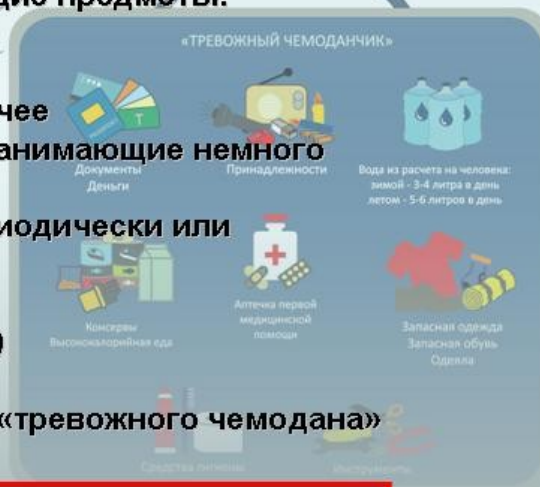 предметы:
«ТРЕВОЖНЫЙ ЧЕМОДАНЧИК»
чее
анимающие немного
Документы
Деньги
Принадлежности
Вода из расчета на человека:
зимой - 3-4 литра в день
летом - 5-6 литров в день
иодически или
Консервы
Высококалорийная еда
Аптечка первой
медицинской
помощи
Запасная одежда
Запасная обувь
Одеяла
)
«тревожного чемодана»
Средства гигиены
Инструменты